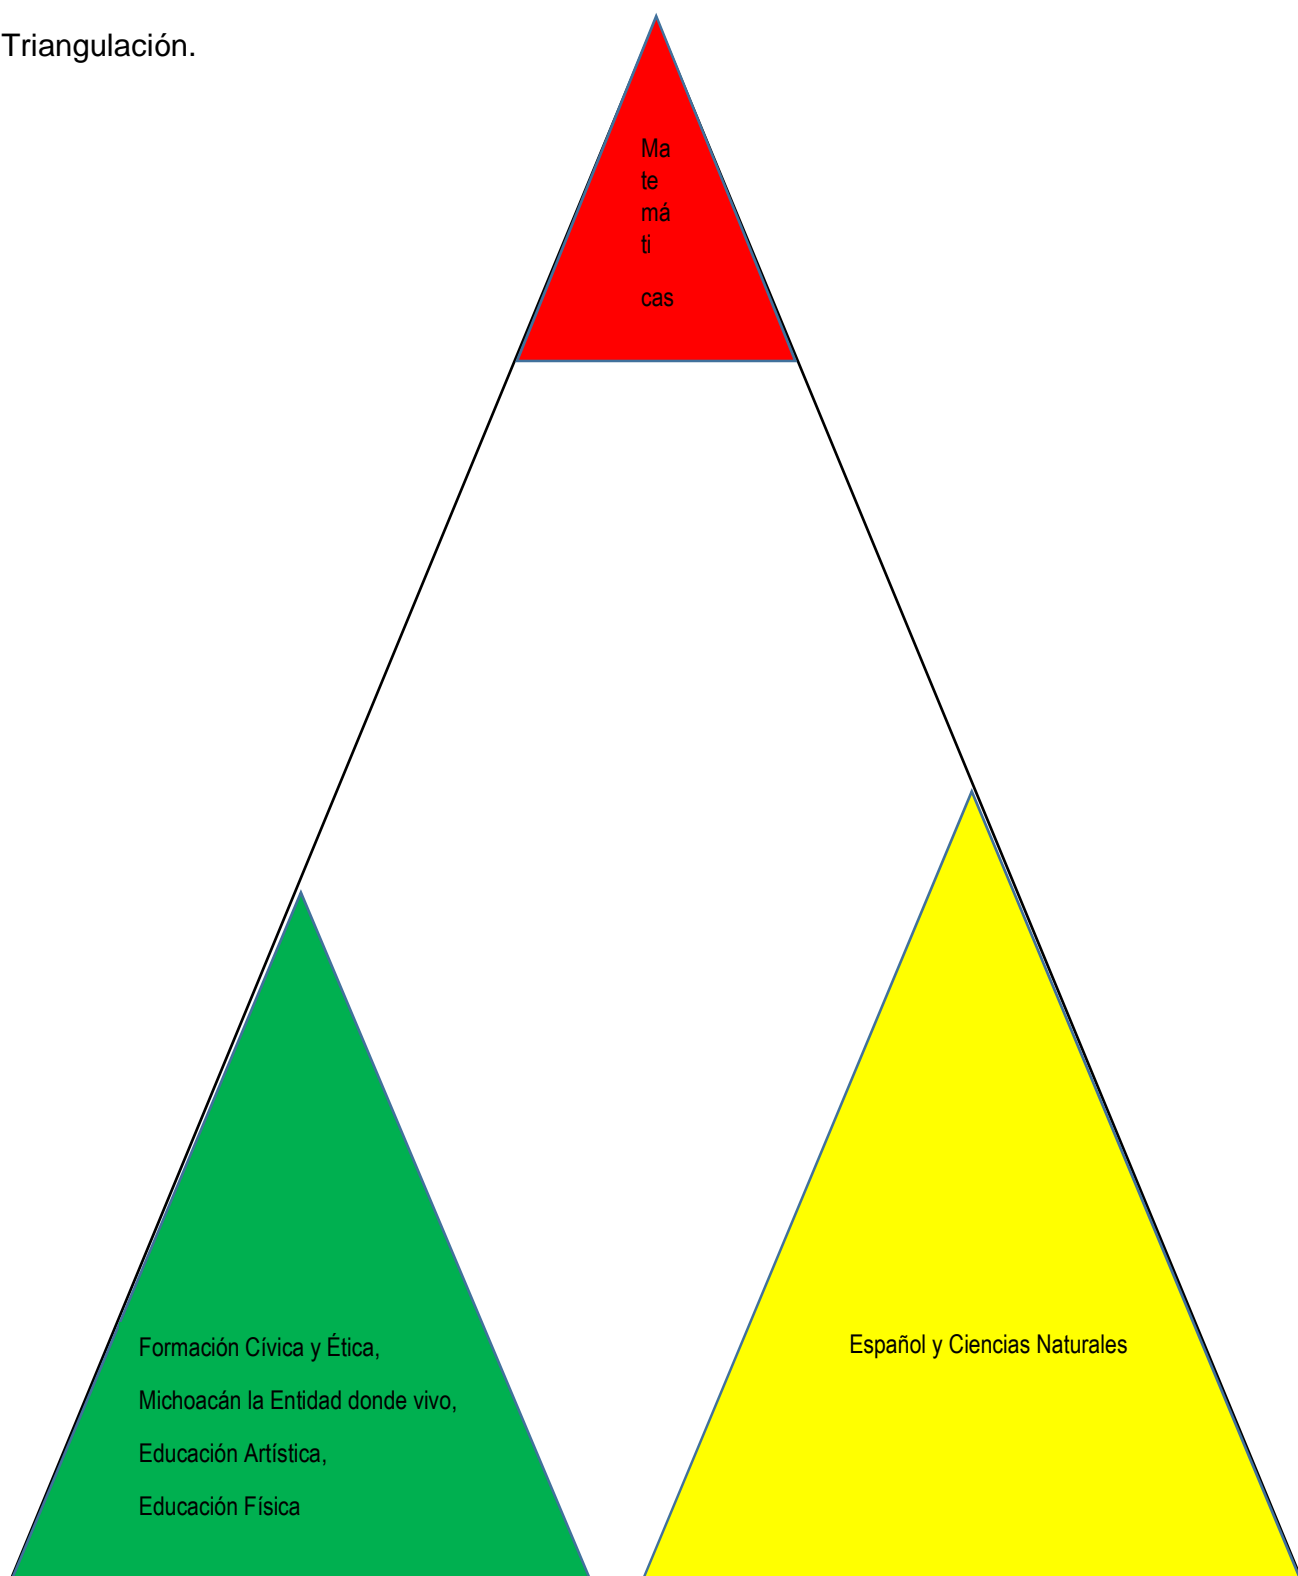 Triangulación.
Ma
te
má
ti
cas
Formación Cívica y Ética,
Michoacán la Entidad donde vivo,
Educación Artística,
Educación Física
Español y Ciencias Naturales